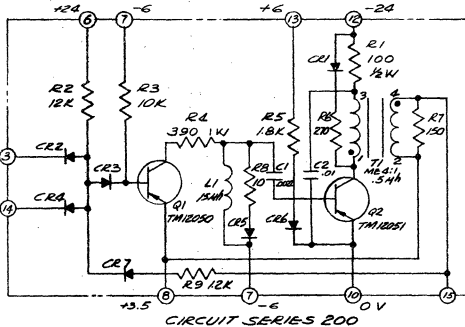 +24 -6 +6 -24
6 7 13 12
R2
12K
R3
10K
R4
390 1W
R5
1.8K
CR1
R1
100
1/2W
3 4
R6
270
R7
150
1 2
T1
ME4:1
.5µh
3
CR2
CR3
14
CR4
Q1
TM12050
L1
15µh
R8
10
C1
.002
C2 .01
CR5
CR6
Q2
TM12051
CR7
R9 12K
+3.5 8
7 -6
10 0V
15
CIRCUIT SERIES 200